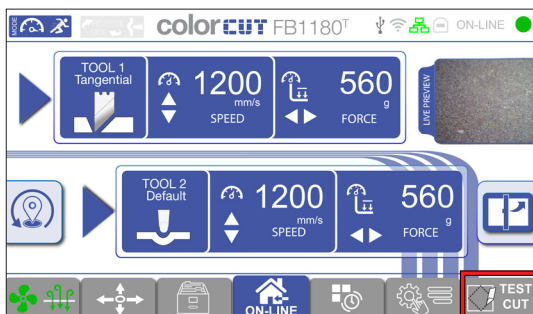 MODE
colorCUT FB1180T
ON-LINE
TOOL 1
Tangential
1200
mm/s
SPEED
560
g
FORCE
LIVE PREVIEW
TOOL 2
Default
1200
mm/s
SPEED
560
g
FORCE
ON-LINE
TEST
CUT